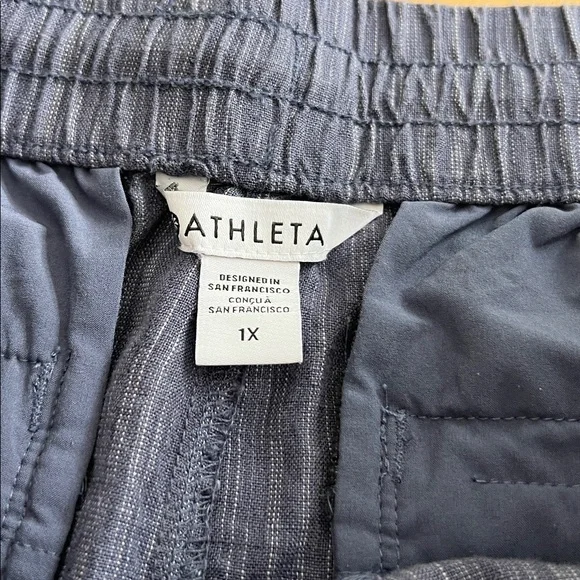 ATHLETA
DESIGNED IN
SAN FRANCISCO
CONÇU À
SAN FRANCISCO
1X